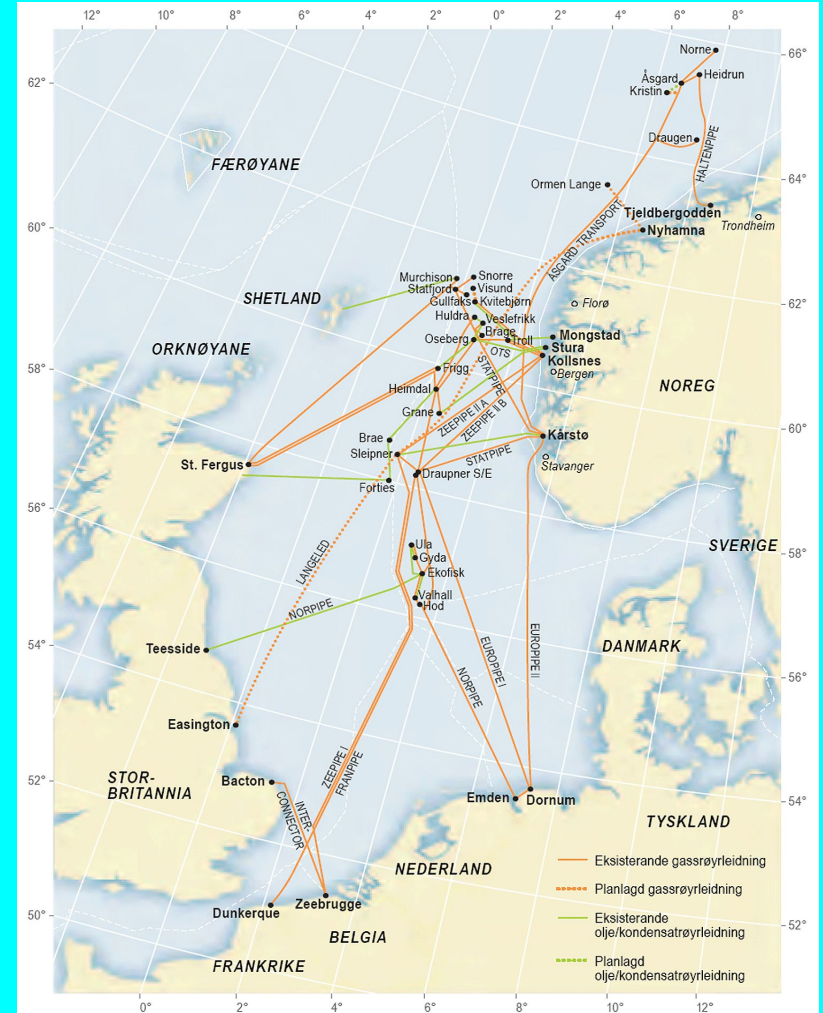 12°
10°
8°
6°
4°
2°
0°
2°
4°
6°
8°
62°
60°
58°
56°
54°
52°
50°
66°
64°
62°
60°
58°
56°
54°
52°
Norne
Åsgard
Heidrun
Kristin
Draugen
HALTENPIPE
Ormen Lange
Tjeldbergodden
Trondheim
Nyhamna
ÅSGARD TRANSPORT
FÆRØYANE
SHETLAND
ORKNØYANE
Murchison
Snorre
Statfjord
Visund
Gullfaks
Kvitebjørn
Huldra
Veslefrikk
Brage
Oseberg
Troll
OTS
Florø
Mongstad
Stura
Kollsnes
Bergen
NOREG
Frigg
STATPIPE
Heimdal
Grane
ZEEPIPE II A
ZEEPIPE II B
Brae
Sleipner
Kårstø
STATPIPE
Stavanger
St. Fergus
Draupner S/E
Forties
LANGELED
Ula
Gyda
Ekofisk
Valhall
Hod
NORPIPE
SVERIGE
DANMARK
Teesside
EUROPIPE I
EUROPIPE II
NORPIPE
Easington
ZEEPIPE I
FRANPIPE
STOR-
BRITANNIA
Bacton
INTER-
CONNECTOR
Emden
Dornum
TYSKLAND
NEDERLAND
Zeebrugge
Dunkerque
BELGIA
FRANKRIKE
Eksisterande gassrøyrleidning
Planlagd gassrøyrleidning
Eksisterande
olje/kondensatrøyrleidning
Planlagd
olje/kondensatrøyrleidning
0°
2°
4°
6°
8°
10°
12°